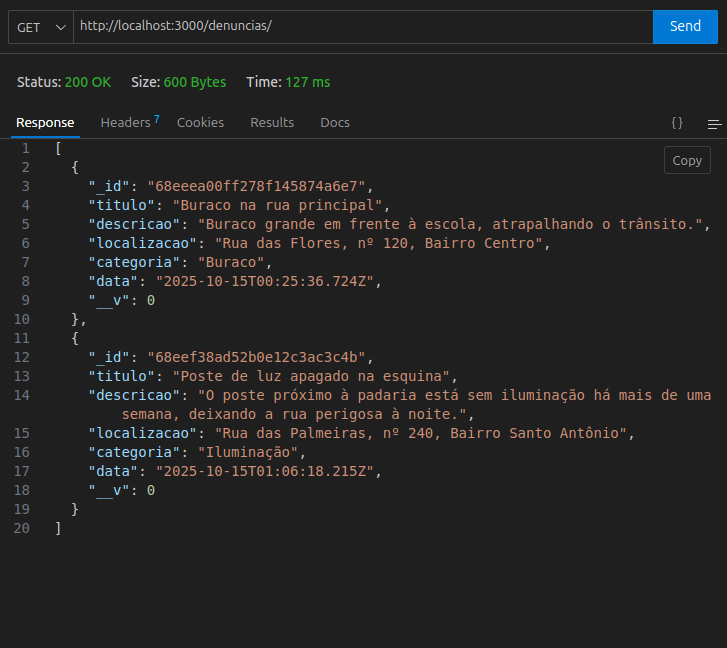 GET http://localhost:3000/denuncias/ Send
Status: 200 OK Size: 600 Bytes Time: 127 ms
Response Headers 7 Cookies Results Docs { }
Copy
1 [
2 {
3 "_id": "68eeea00ff278f145874a6e7",
4 "titulo": "Buraco na rua principal",
5 "descricao": "Buraco grande em frente à escola, atrapalhando o trânsito.",
6 "localizacao": "Rua das Flores, nº 120, Bairro Centro",
7 "categoria": "Buraco",
8 "data": "2025-10-15T00:25:36.724Z",
9 "__v": 0
10 },
11 {
12 "_id": "68eef38ad52b0e12c3ac3c4b",
13 "titulo": "Poste de luz apagado na esquina",
14 "descricao": "O poste próximo à padaria está sem iluminação há mais de uma
semana, deixando a rua perigosa à noite.",
15 "localizacao": "Rua das Palmeiras, nº 240, Bairro Santo Antônio",
16 "categoria": "Iluminação",
17 "data": "2025-10-15T01:06:18.215Z",
18 "__v": 0
19 }
20 ]